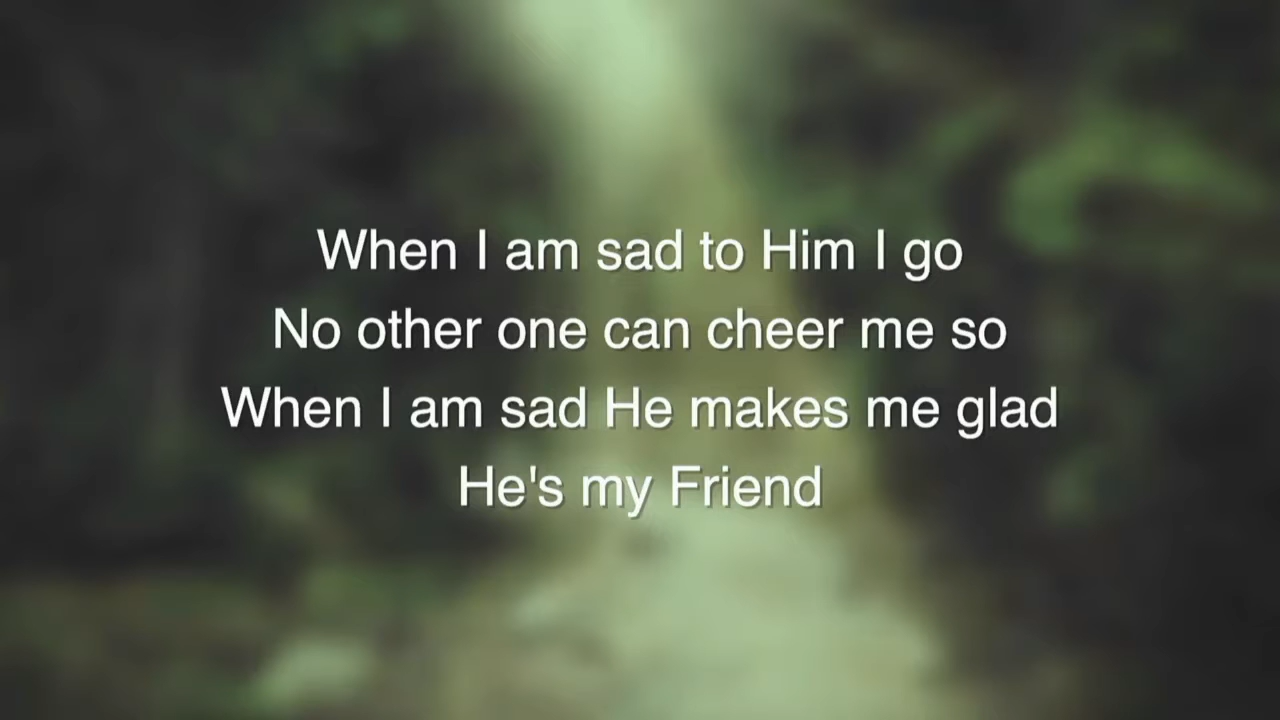 When I am sad to Him I go
No other one can cheer me so
When I am sad He makes me glad
He's my Friend